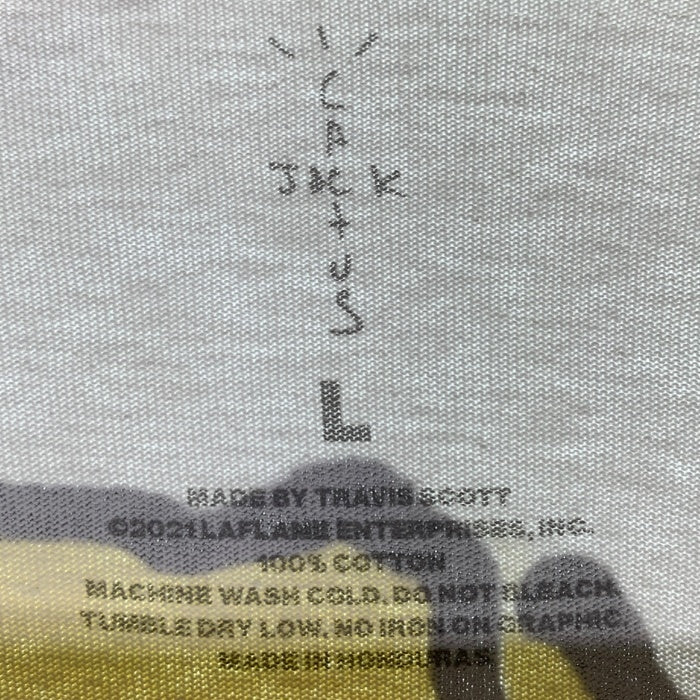 CACTUS
JACK
L
MADE BY TRAVIS SCOTT
©2021 LAFLAME ENTERPRISES, INC.
100% COTTON
MACHINE WASH COLD. DO NOT BLEACH.
TUMBLE DRY LOW. NO IRON ON GRAPHIC.
MADE IN HONDURAS